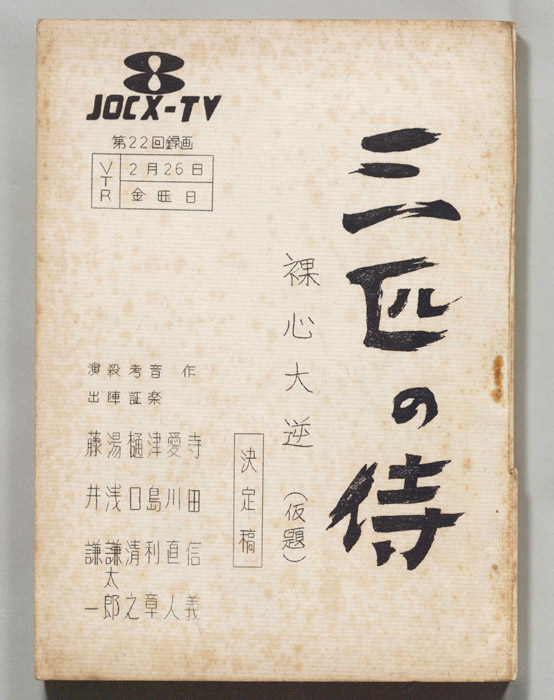 JOCX-TV
第22回録画
VTR
2月26日
金旺日
三匹の侍
裸心大逆（仮題）
決定稿
作
寺田信義
愛川直人
音楽
津島利章
考証
樋口清之
殺陣
湯浅謙太郎
演出
藤井謙一